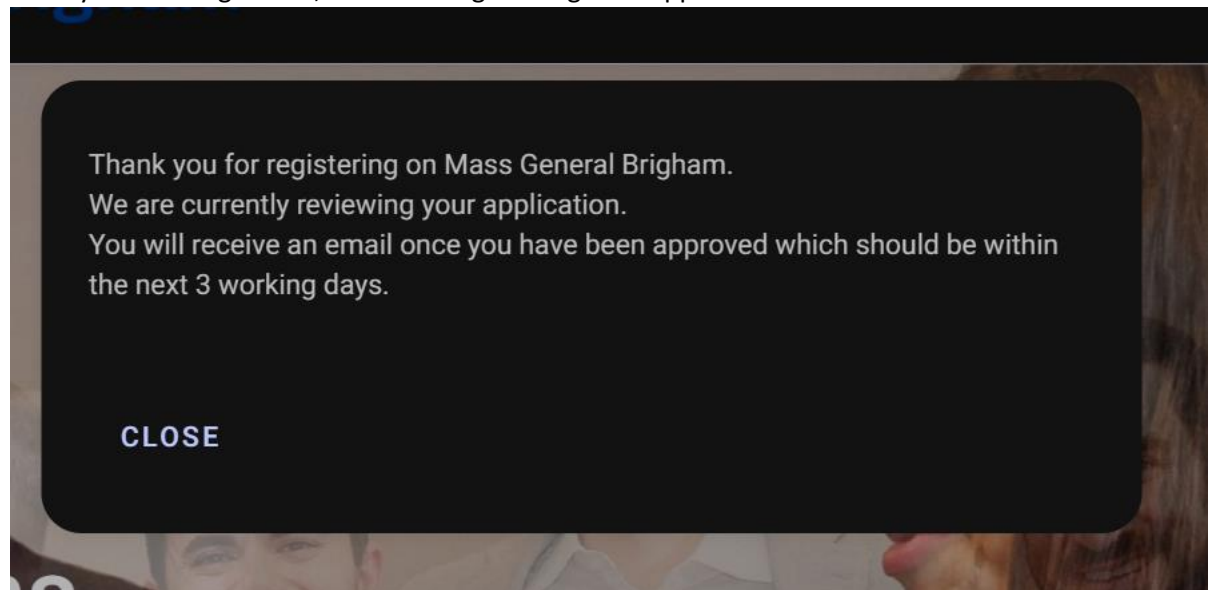 Thank you for registering on Mass General Brigham.
We are currently reviewing your application.
You will receive an email once you have been approved which should be within
the next 3 working days.
CLOSE